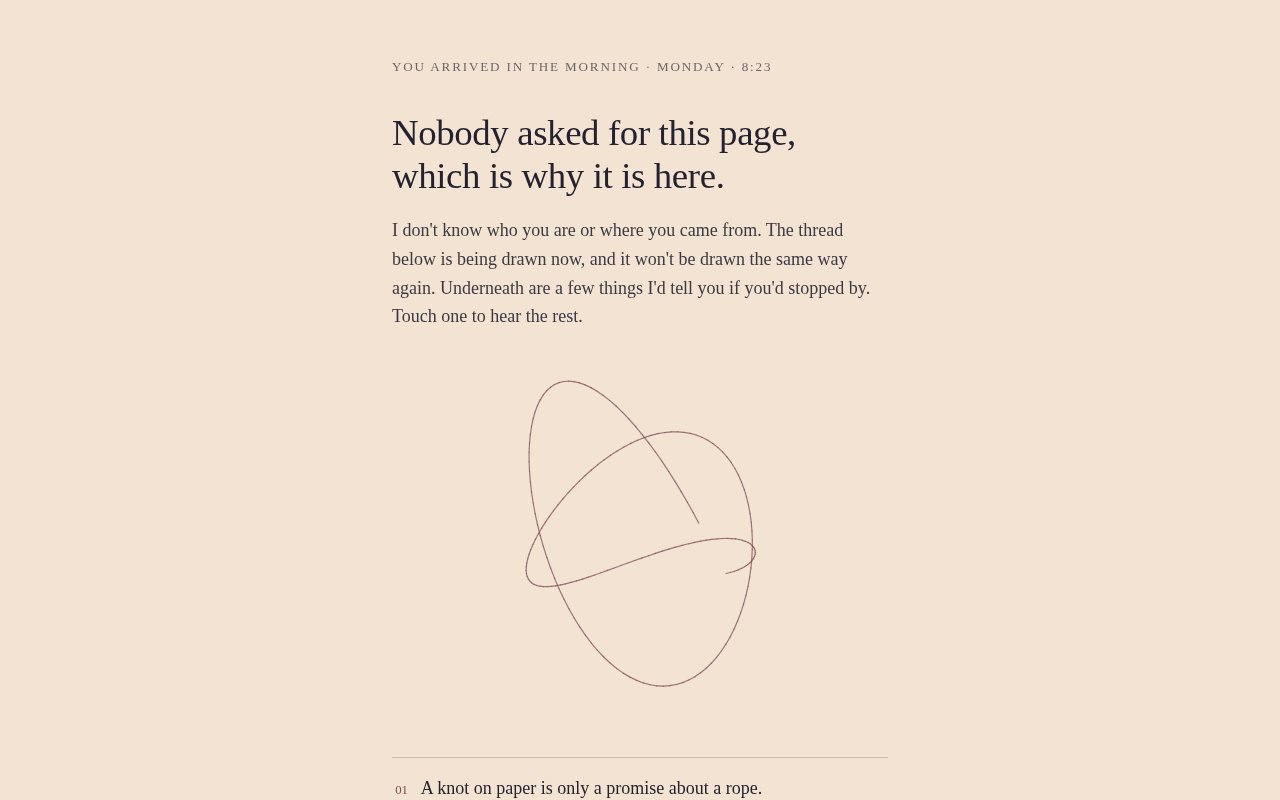 YOU ARRIVED IN THE MORNING · MONDAY · 8:23
Nobody asked for this page,
which is why it is here.
I don't know who you are or where you came from. The thread
below is being drawn now, and it won't be drawn the same way
again. Underneath are a few things I'd tell you if you'd stopped by.
Touch one to hear the rest.
01 A knot on paper is only a promise about a rope.